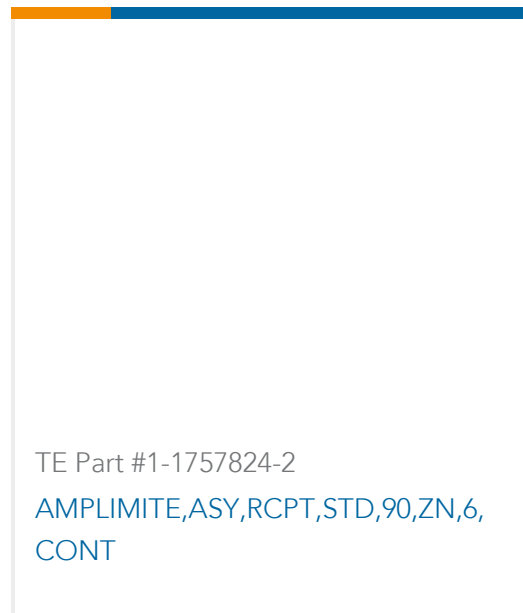 TE Part #1-1757824-2
AMPLIMITE,ASY,RCPT,STD,90,ZN,6,
CONT